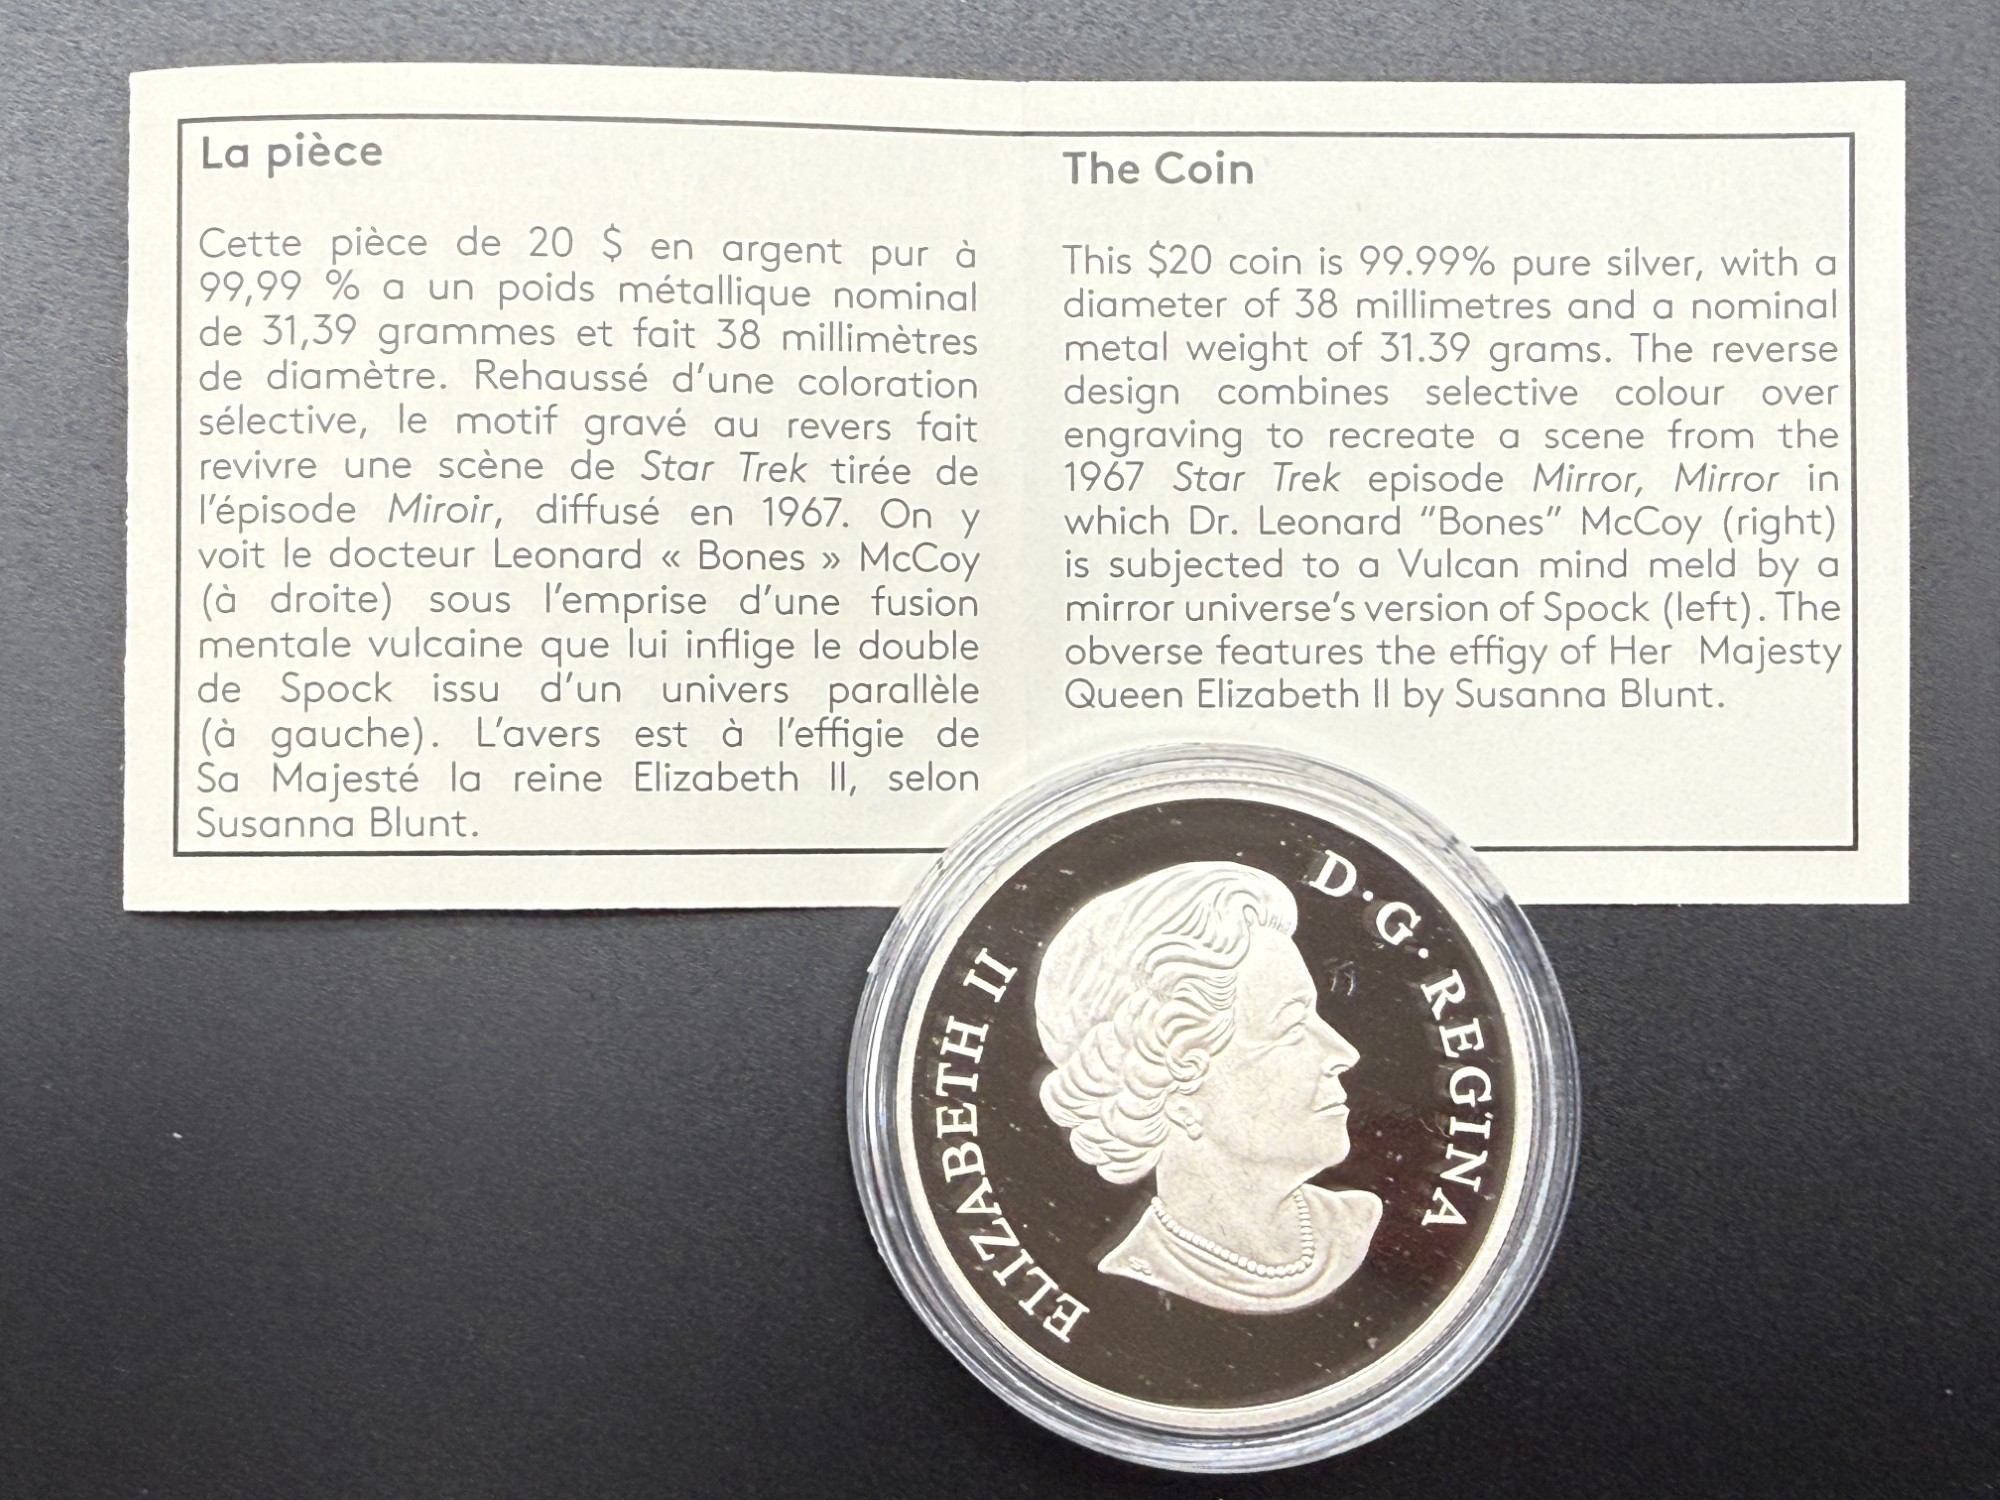 La pièce
Cette pièce de 20 $ en argent pur à
99,99 % a un poids métallique nominal
de 31,39 grammes et fait 38 millimètres
de diamètre. Rehaussé d'une coloration
sélective, le motif gravé au revers fait
revivre une scène de Star Trek tirée de
l'épisode Miroir, diffusé en 1967. On y
voit le docteur Leonard « Bones » McCoy
(à droite) sous l'emprise d'une fusion
mentale vulcaine que lui inflige le double
de Spock issu d'un univers parallèle
(à gauche). L'avers est à l'effigie de
Sa Majesté la reine Elizabeth II, selon
Susanna Blunt.
The Coin
This $20 coin is 99.99% pure silver, with a
diameter of 38 millimetres and a nominal
metal weight of 31.39 grams. The reverse
design combines selective colour over
engraving to recreate a scene from the
1967 Star Trek episode Mirror, Mirror in
which Dr. Leonard "Bones" McCoy (right)
is subjected to a Vulcan mind meld by a
mirror universe's version of Spock (left). The
obverse features the effigy of Her Majesty
Queen Elizabeth II by Susanna Blunt.
ELIZABETH II
D·G·REGINA